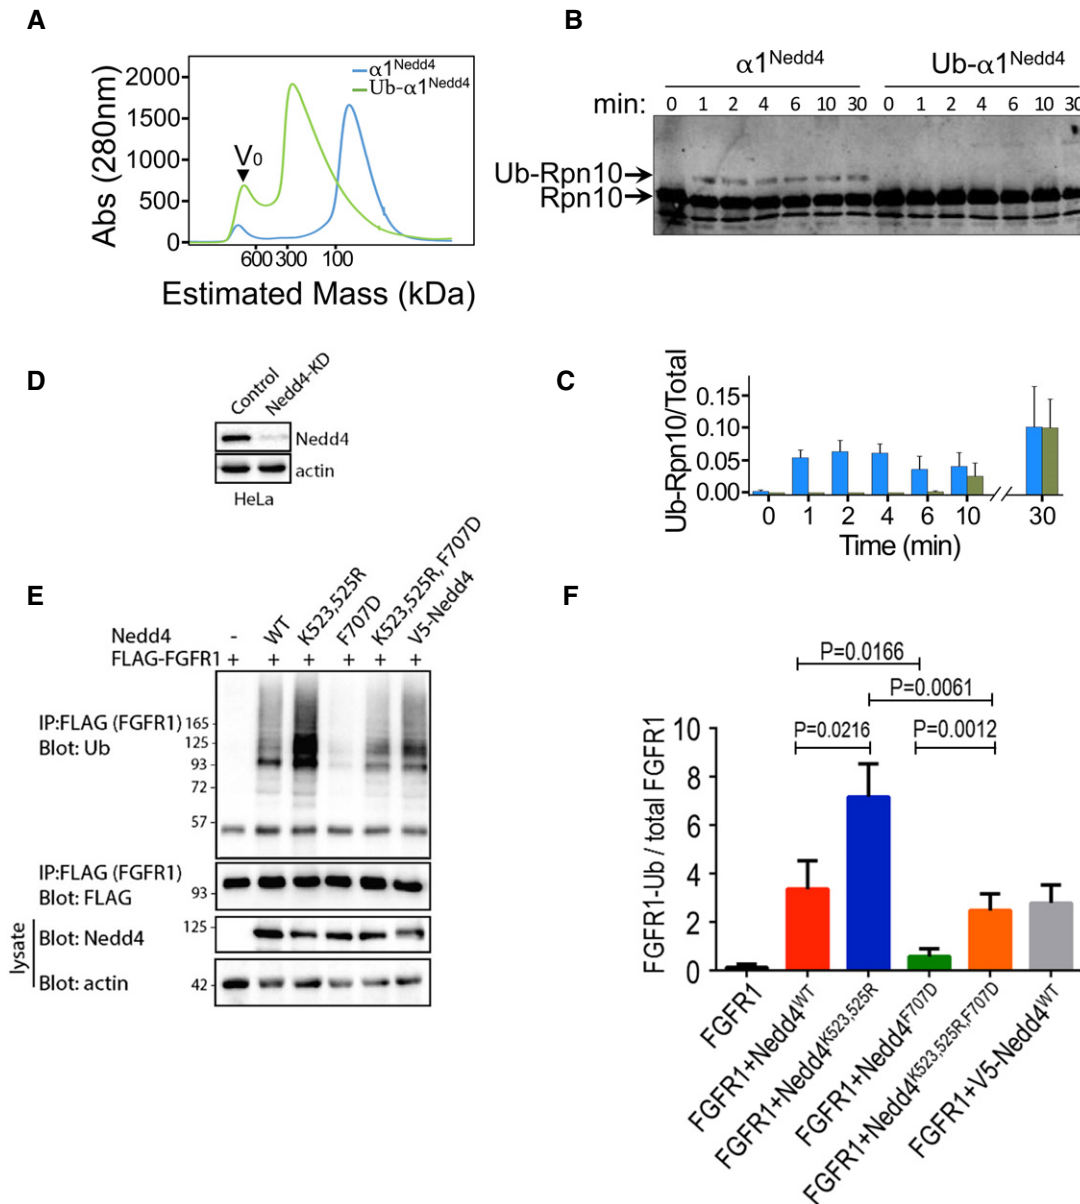 A
Abs (280nm)
2000
1500
1000
500
0
V0
α1Nedd4
Ub-α1Nedd4
600 300 100
Estimated Mass (kDa)
B
α1Nedd4 Ub-α1Nedd4
min: 0 1 2 4 6 10 30 0 1 2 4 6 10 30
Ub-Rpn10
Rpn10
D
Control
Nedd4-KD
Nedd4
actin
HeLa
C
Ub-Rpn10/Total
0.15
0.10
0.05
0.00
0 1 2 4 6 10 // 30
Time (min)
E
Nedd4 - WT K523,525R F707D K523,525R, F707D V5-Nedd4
FLAG-FGFR1 + + + + + +
IP:FLAG (FGFR1)
Blot: Ub
165
125
93
72
57
IP:FLAG (FGFR1)
Blot: FLAG
93
lysate
Blot: Nedd4
125
Blot: actin
42
F
P=0.0166
P=0.0061
P=0.0216
P=0.0012
FGFR1-Ub / total FGFR1
10
8
6
4
2
0
FGFR1
FGFR1+Nedd4WT
FGFR1+Nedd4K523,525R
FGFR1+Nedd4F707D
FGFR1+Nedd4K523,525R,F707D
FGFR1+V5-Nedd4WT